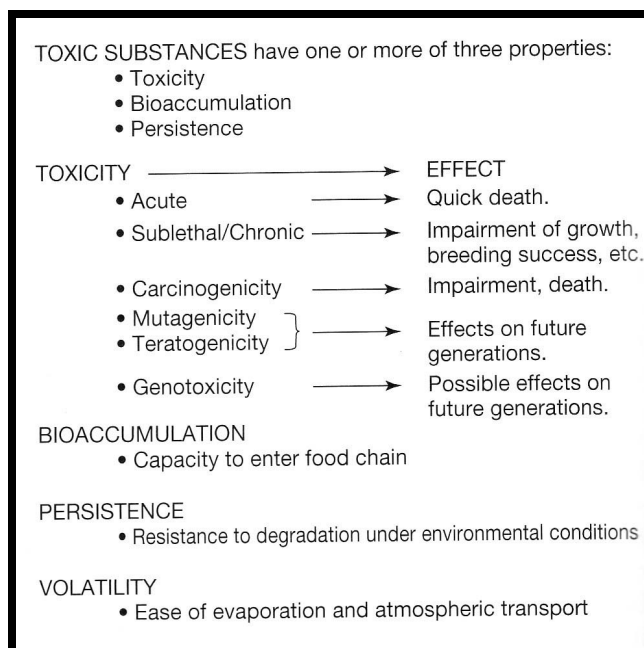 TOXIC SUBSTANCES have one or more of three properties:
• Toxicity
• Bioaccumulation
• Persistence
TOXICITY → EFFECT
• Acute → Quick death.
• Sublethal/Chronic → Impairment of growth,
breeding success, etc.
• Carcinogenicity → Impairment, death.
• Mutagenicity
• Teratogenicity → Effects on future
generations.
• Genotoxicity → Possible effects on
future generations.
BIOACCUMULATION
• Capacity to enter food chain
PERSISTENCE
• Resistance to degradation under environmental conditions
VOLATILITY
• Ease of evaporation and atmospheric transport